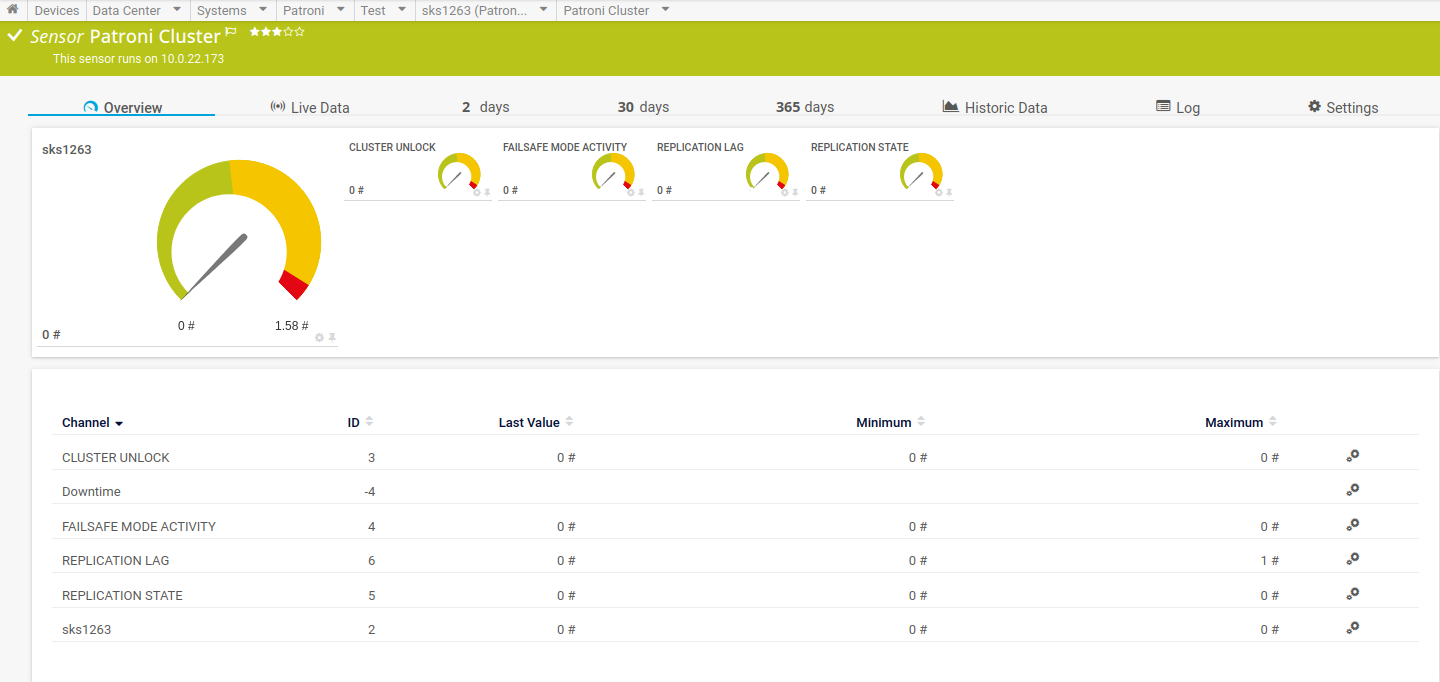 Devices Data Center Systems Patroni Test sks1263 (Patron... Patroni Cluster
Sensor Patroni Cluster
This sensor runs on 10.0.22.173
Overview Live Data 2 days 30 days 365 days Historic Data Log Settings
sks1263
0 #
1.58 #
0 #
CLUSTER UNLOCK
0 #
FAILSAFE MODE ACTIVITY
0 #
REPLICATION LAG
0 #
REPLICATION STATE
0 #
Channel ID Last Value Minimum Maximum
CLUSTER UNLOCK 3 0 # 0 # 0 #
Downtime -4
FAILSAFE MODE ACTIVITY 4 0 # 0 # 0 #
REPLICATION LAG 6 0 # 0 # 1 #
REPLICATION STATE 5 0 # 0 # 0 #
sks1263 2 0 # 0 # 0 #